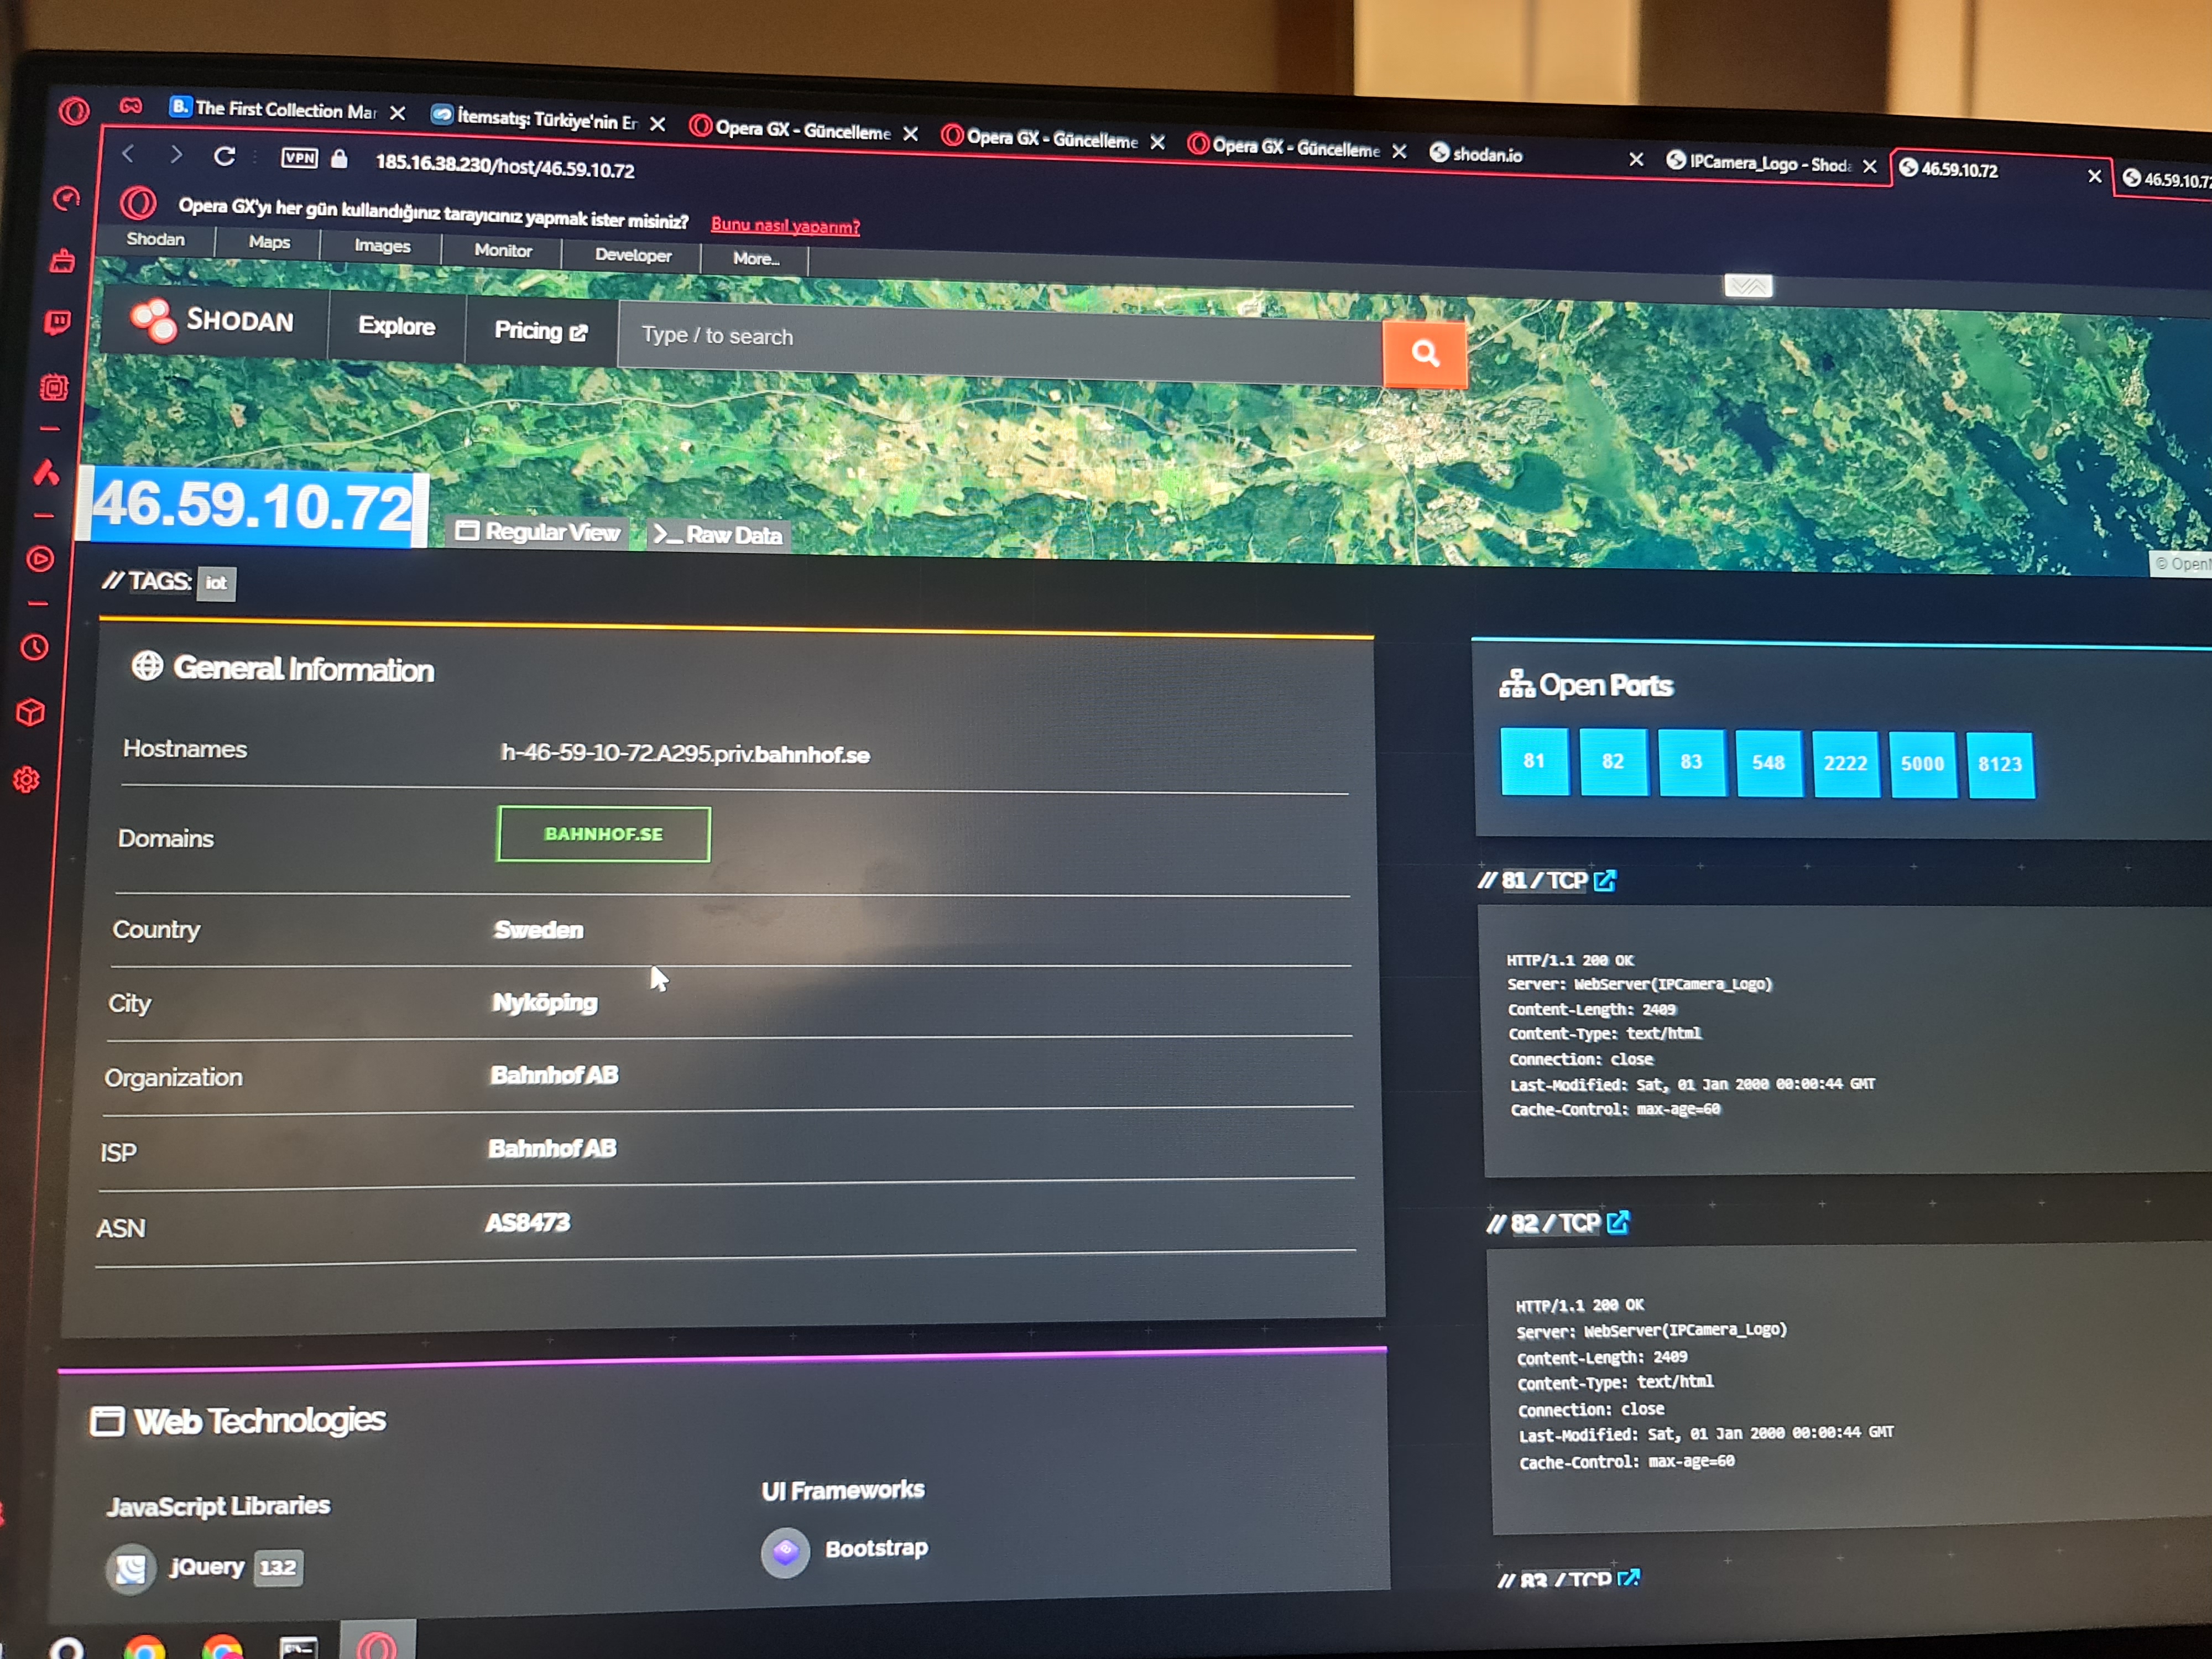 B. The First Collection Mar
İtemsatış: Türkiye'nin En
Opera GX - Güncelleme
Opera GX - Güncelleme
Opera GX - Güncelleme
shodan.io
IPCamera_Logo - Shoda
46.59.10.72
46.59.10.72
VPN
185.16.38.230/host/46.59.10.72
Opera GX'yı her gün kullandığınız tarayıcınız yapmak ister misiniz? Bunu nasıl yaparım?
Shodan Maps Images Monitor Developer More...
SHODAN Explore Pricing Type / to search
46.59.10.72 Regular View >_ Raw Data
// TAGS: iot
General Information
Hostnames h-46-59-10-72.A295.priv.bahnhof.se
Domains BAHNHOF.SE
Country Sweden
City Nyköping
Organization Bahnhof AB
ISP Bahnhof AB
ASN AS8473
Web Technologies
JavaScript Libraries
jQuery 1.3.2
UI Frameworks
Bootstrap
Open Ports
81 82 83 548 2222 5000 8123
// 81 / TCP
HTTP/1.1 200 OK
Server: WebServer(IPCamera_Logo)
Content-Length: 2409
Content-Type: text/html
Connection: close
Last-Modified: Sat, 01 Jan 2000 00:00:44 GMT
Cache-Control: max-age=60
// 82 / TCP
HTTP/1.1 200 OK
Server: WebServer(IPCamera_Logo)
Content-Length: 2409
Content-Type: text/html
Connection: close
Last-Modified: Sat, 01 Jan 2000 00:00:44 GMT
Cache-Control: max-age=60
// 83 / TCP